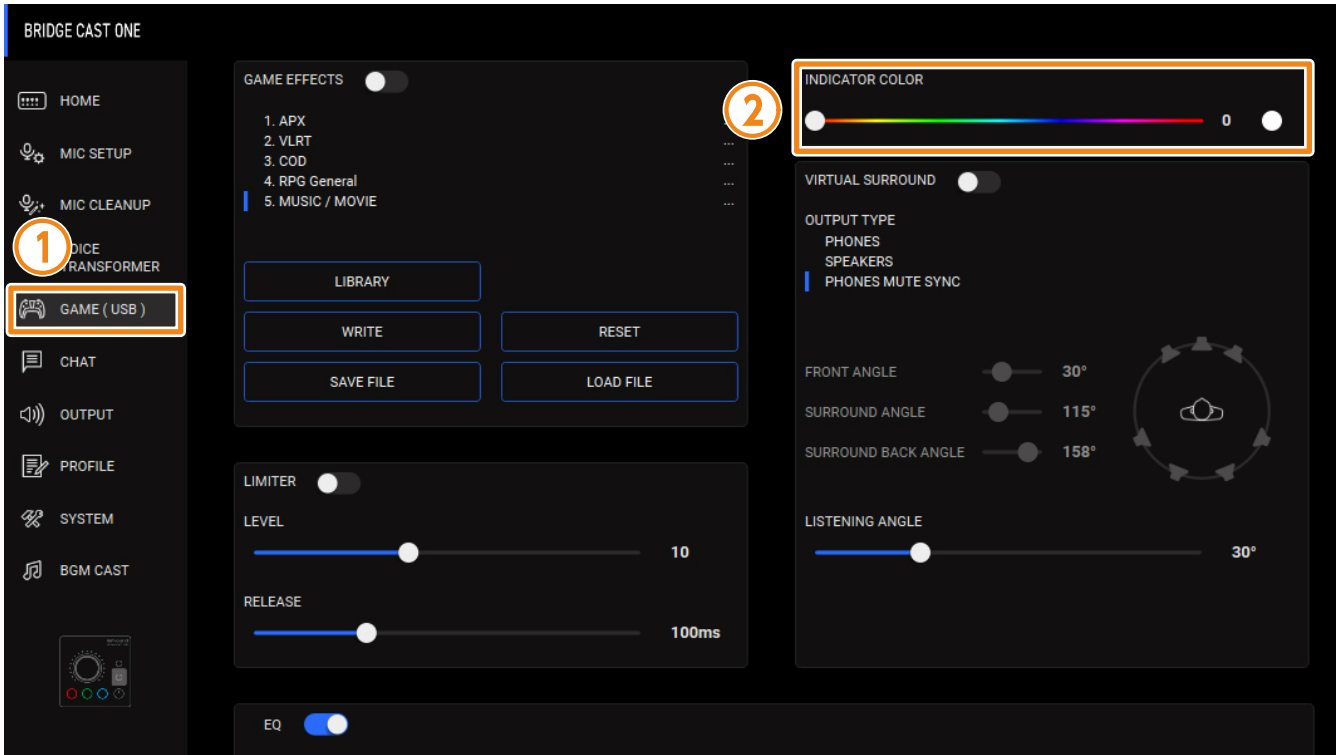 BRIDGE CAST ONE
HOME
MIC SETUP
MIC CLEANUP
1
OICE
TRANSFORMER
GAME ( USB )
CHAT
OUTPUT
PROFILE
SYSTEM
BGM CAST
GAME EFFECTS
1. APX
2. VLRT ...
3. COD ...
4. RPG General ...
5. MUSIC / MOVIE ...
LIBRARY
WRITE RESET
SAVE FILE LOAD FILE
LIMITER
LEVEL
10
RELEASE
100ms
EQ
2
INDICATOR COLOR
0
VIRTUAL SURROUND
OUTPUT TYPE
PHONES
SPEAKERS
PHONES MUTE SYNC
FRONT ANGLE 30°
SURROUND ANGLE 115°
SURROUND BACK ANGLE 158°
LISTENING ANGLE
30°